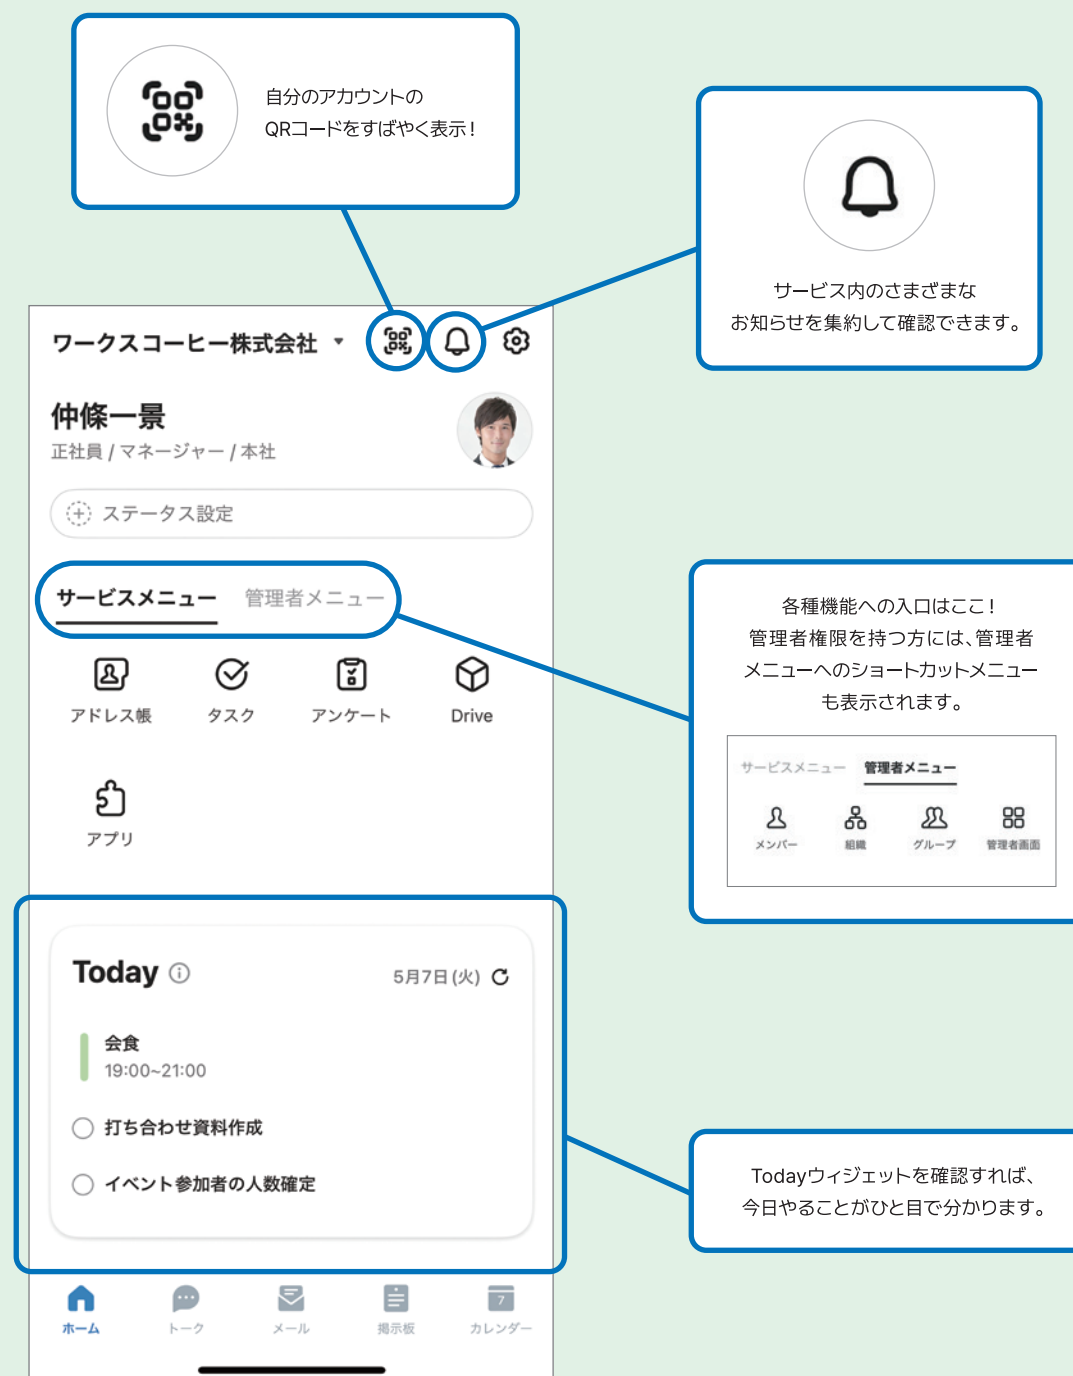 自分のアカウントの
QRコードをすばやく表示！
サービス内のさまざまな
お知らせを集約して確認できます。
ワークスコーヒー株式会社
仲條一景
正社員 / マネージャー / 本社
ステータス設定
サービスメニュー 管理者メニュー
アドレス帳 タスク アンケート Drive
アプリ
各種機能への入口はここ！
管理者権限を持つ方には、管理者
メニューへのショートカットメニュー
も表示されます。
サービスメニュー 管理者メニュー
メンバー 組織 グループ 管理者画面
Today 5月7日 (火)
会食
19:00~21:00
打ち合わせ資料作成
イベント参加者の人数確定
Todayウィジェットを確認すれば、
今日やることがひと目で分かります。
7
ホーム トーク メール 掲示板 カレンダー